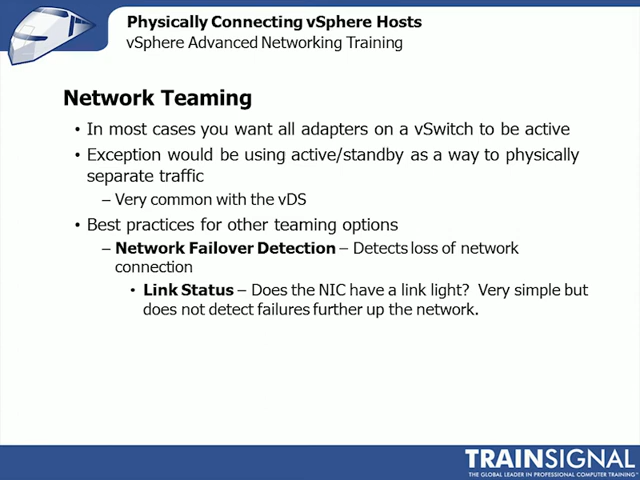 Physically Connecting vSphere Hosts
vSphere Advanced Networking Training
Network Teaming
• In most cases you want all adapters on a vSwitch to be active
• Exception would be using active/standby as a way to physically
separate traffic
– Very common with the vDS
• Best practices for other teaming options
– Network Failover Detection – Detects loss of network
connection
• Link Status – Does the NIC have a link light? Very simple but
does not detect failures further up the network.
TRAINSIGNAL
THE GLOBAL LEADER IN PROFESSIONAL COMPUTER TRAINING